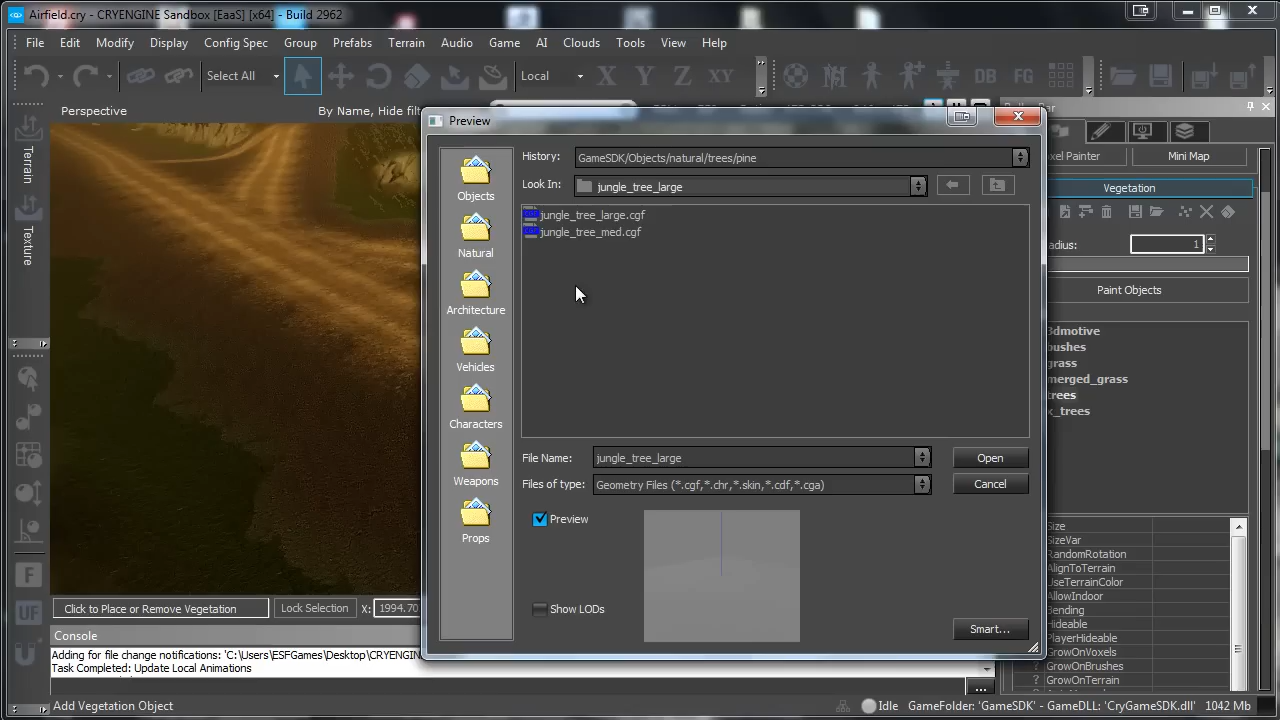 Airfield.cry - CRYENGINE Sandbox [EaaS] [x64] - Build 2962
File Edit Modify Display Config Spec Group Prefabs Terrain Audio Game AI Clouds Tools View Help
Select All Local X Y Z XY DB FG
Perspective By Name, Hide filt
Preview
Terrain
Texture
History: GameSDK/Objects/natural/trees/pine
Look In: jungle_tree_large
jungle_tree_large.cgf
jungle_tree_med.cgf
Objects
Natural
Architecture
Vehicles
Characters
Weapons
Props
File Name: jungle_tree_large Open
Files of type: Geometry Files (*.cgf,*.chr,*.skin,*.cdf,*.cga) Cancel
Preview
Show LODs
Smart...
Painter Mini Map
Vegetation
adius: 1
Paint Objects
3dmotive
bushes
grass
merged_grass
trees
x_trees
Size
SizeVar
RandomRotation
AlignToTerrain
UseTerrainColor
AllowIndoor
Bending
Hideable
PlayerHideable
GrowOnVoxels
GrowOnBrushes
? GrowOnTerrain
F
UF
Click to Place or Remove Vegetation Lock Selection X: 1994.70
Console
Adding for file change notifications: 'C:\Users\ESFGames\Desktop\CRYENGINE
Task Completed: Update Local Animations
...
Add Vegetation Object Idle GameFolder: 'GameSDK' - GameDLL: 'CryGameSDK.dll' 1042 Mb